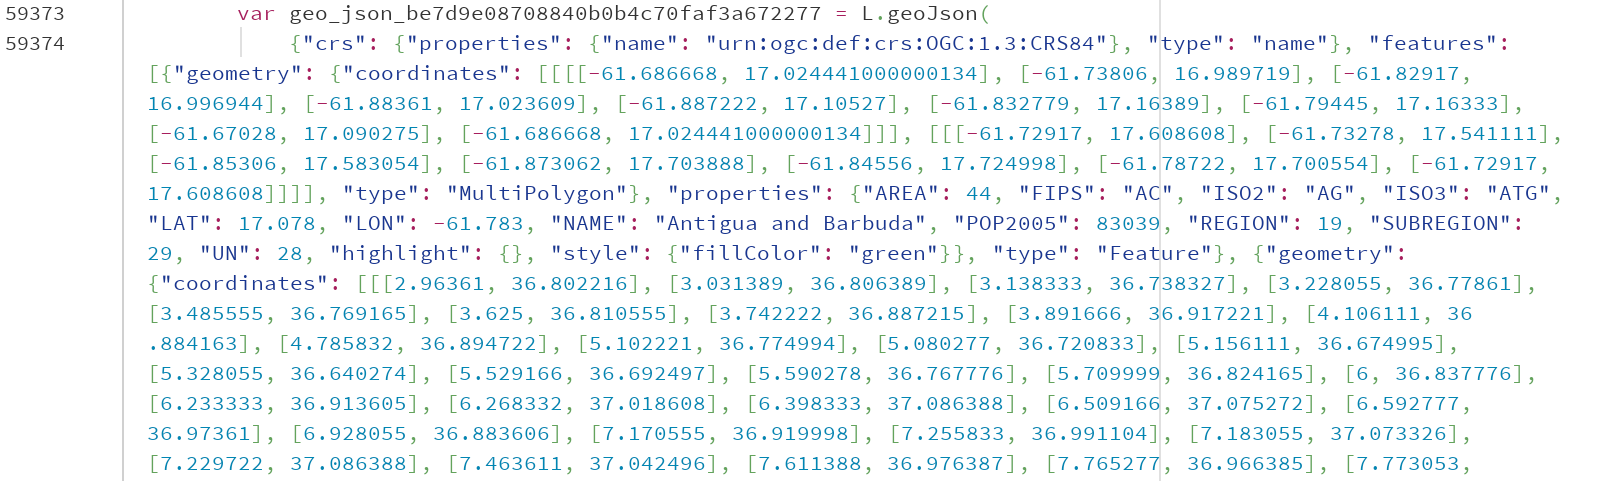 59373 var geo_json_be7d9e08708840b0b4c70faf3a672277 = L.geoJson(
59374 {"crs": {"properties": {"name": "urn:ogc:def:crs:OGC:1.3:CRS84"}, "type": "name"}, "features":
[{"geometry": {"coordinates": [[[[-61.686668, 17.024441000000134], [-61.73806, 16.989719], [-61.82917,
16.996944], [-61.88361, 17.023609], [-61.887222, 17.10527], [-61.832779, 17.16389], [-61.79445, 17.16333],
[-61.67028, 17.090275], [-61.686668, 17.024441000000134]]], [[[-61.72917, 17.608608], [-61.73278, 17.541111],
[-61.85306, 17.583054], [-61.873062, 17.703888], [-61.84556, 17.724998], [-61.78722, 17.700554], [-61.72917,
17.608608]]]], "type": "MultiPolygon"}, "properties": {"AREA": 44, "FIPS": "AC", "ISO2": "AG", "ISO3": "ATG",
"LAT": 17.078, "LON": -61.783, "NAME": "Antigua and Barbuda", "POP2005": 83039, "REGION": 19, "SUBREGION":
29, "UN": 28, "highlight": {}, "style": {"fillColor": "green"}}, "type": "Feature"}, {"geometry":
{"coordinates": [[[2.96361, 36.802216], [3.031389, 36.806389], [3.138333, 36.738327], [3.228055, 36.77861],
[3.485555, 36.769165], [3.625, 36.810555], [3.742222, 36.887215], [3.891666, 36.917221], [4.106111, 36
.884163], [4.785832, 36.894722], [5.102221, 36.774994], [5.080277, 36.720833], [5.156111, 36.674995],
[5.328055, 36.640274], [5.529166, 36.692497], [5.590278, 36.767776], [5.709999, 36.824165], [6, 36.837776],
[6.233333, 36.913605], [6.268332, 37.018608], [6.398333, 37.086388], [6.509166, 37.075272], [6.592777,
36.97361], [6.928055, 36.883606], [7.170555, 36.919998], [7.255833, 36.991104], [7.183055, 37.073326],
[7.229722, 37.086388], [7.463611, 37.042496], [7.611388, 36.976387], [7.765277, 36.966385], [7.773053,